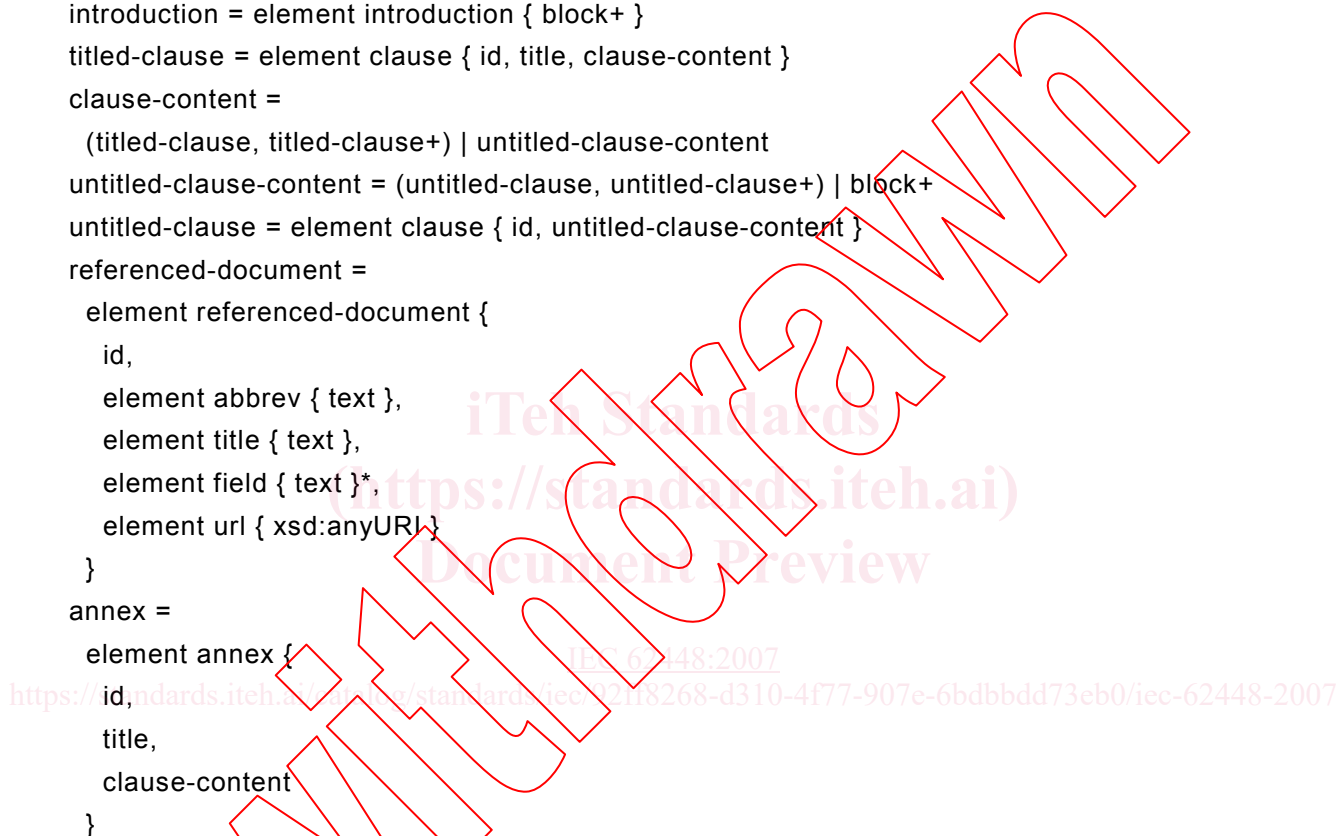 introduction = element introduction { block+ }
titled-clause = element clause { id, title, clause-content }
clause-content =
(titled-clause, titled-clause+) | untitled-clause-content
untitled-clause-content = (untitled-clause, untitled-clause+) | block+
untitled-clause = element clause { id, untitled-clause-content }
referenced-document =
element referenced-document {
id,
element abbrev { text },
iTeh Standards
element title { text },
element field { text }*,
(https://standards.iteh.ai)
element url { xsd:anyURI }
Document Preview
}
annex =
element annex {
IEC 62448:2007
id,
https://standards.iteh.ai/catalog/standards/iec/92ff8268-d310-4f77-907e-6bdbbdd73eb0/iec-62448-2007
title,
clause-content
}
withdrawn